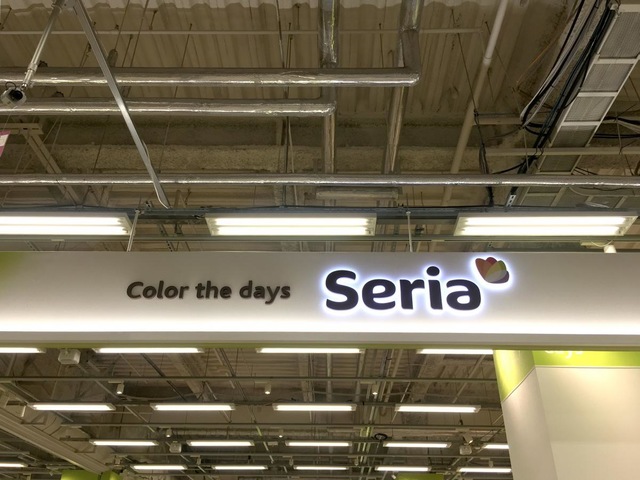 Color the days Seria